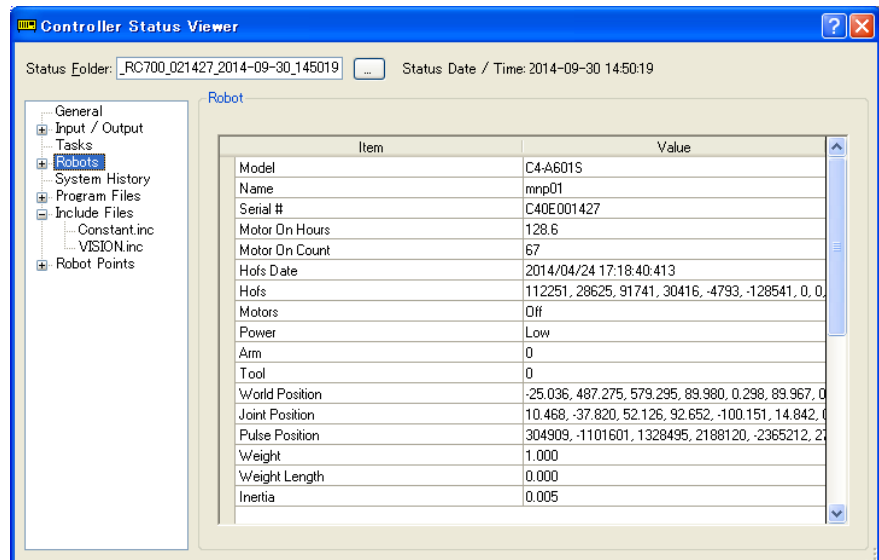 Controller Status Viewer
Status Folder: _RC700_021427_2014-09-30_145019 ... Status Date / Time: 2014-09-30 14:50:19
General
Input / Output
Tasks
Robots
System History
Program Files
Include Files
Constant.inc
VISION.inc
Robot Points
Robot
Item Value
Model C4-A601S
Name mnp01
Serial # C40E001427
Motor On Hours 128.6
Motor On Count 67
Hofs Date 2014/04/24 17:18:40:413
Hofs 112251, 28625, 91741, 30416, -4793, -128541, 0, 0,
Motors Off
Power Low
Arm 0
Tool 0
World Position -25.036, 487.275, 579.295, 89.980, 0.298, 89.967, 0
Joint Position 10.468, -37.820, 52.126, 92.652, -100.151, 14.842,
Pulse Position 304909, -1101601, 1328495, 2188120, -2365212,
Weight 1.000
Weight Length 0.000
Inertia 0.005